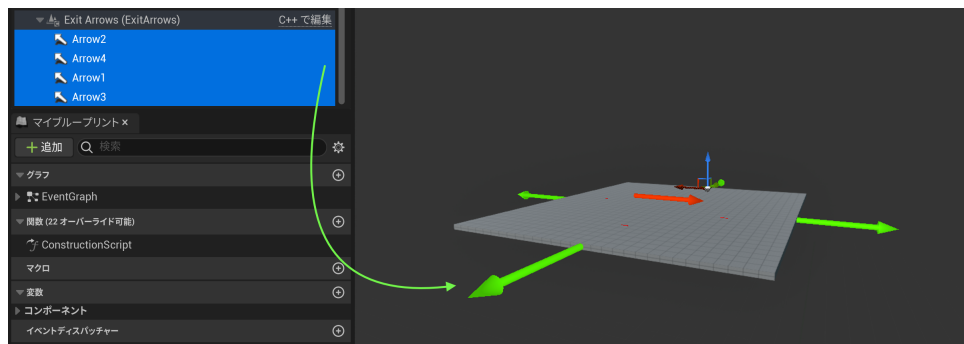 Exit Arrows (ExitArrows) C++ で編集
Arrow2
Arrow4
Arrow1
Arrow3
マイブループリント ×
追加 検索
グラフ
EventGraph
関数 (22 オーバーライド可能)
ConstructionScript
マクロ
変数
コンポーネント
イベントディスパッチャー